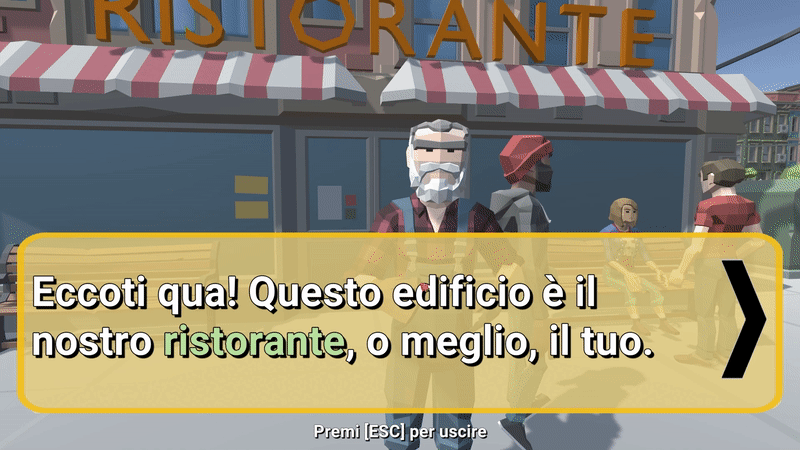 RISTORANTE
Eccoti qua! Questo edificio è il
nostro ristorante, o meglio, il tuo.
Premi [ESC] per uscire